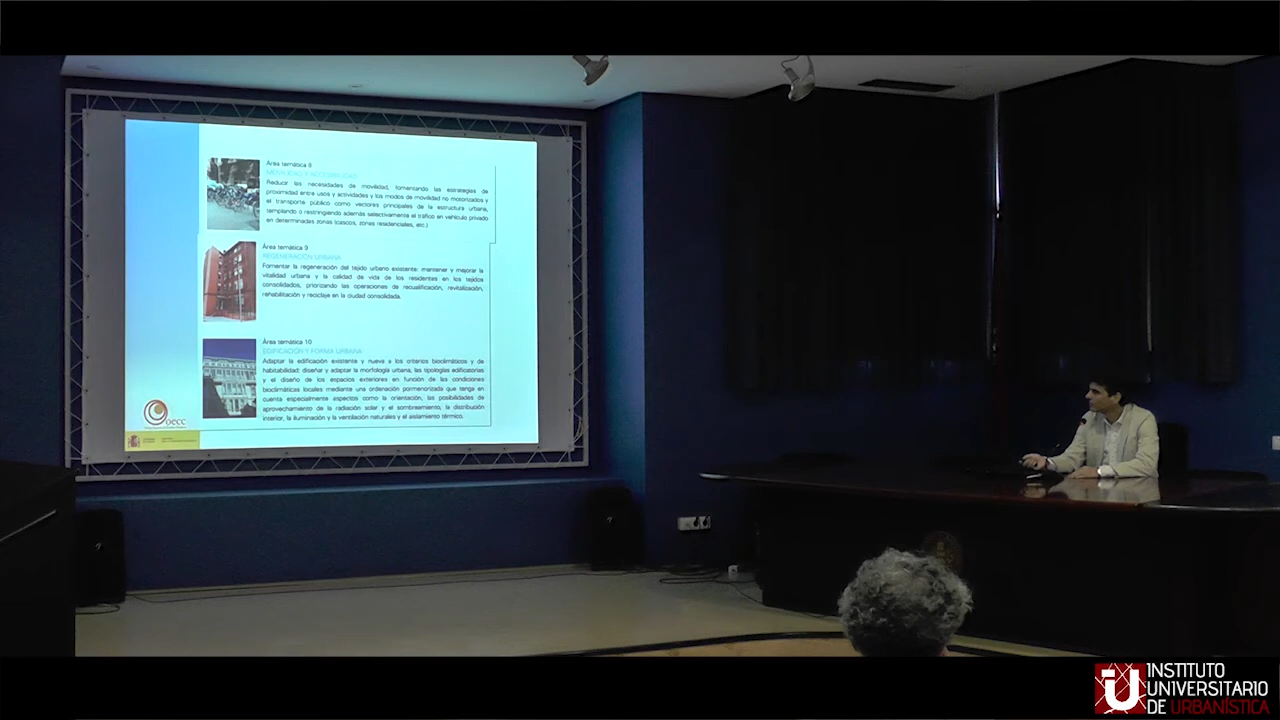 Área temática 8
MOVILIDAD Y ACCESIBILIDAD
Reducir las necesidades de movilidad, fomentando las estrategias de
proximidad entre usos y actividades y los modos de movilidad no motorizados y
el transporte público como vectores principales de la estructura urbana,
templando o restringiendo además selectivamente el tráfico en vehículo privado
en determinadas zonas (cascos, zonas residenciales, etc.)
Área temática 9
REGENERACIÓN URBANA
Fomentar la regeneración del tejido urbano existente: mantener y mejorar la
vitalidad urbana y la calidad de vida de los residentes en los tejidos
consolidados, priorizando las operaciones de recualificación, revitalización,
rehabilitación y reciclaje en la ciudad consolidada.
Área temática 10
EDIFICACIÓN Y FORMA URBANA
Adaptar la edificación existente y nueva a los criterios bioclimáticos y de
habitabilidad: diseñar y adaptar la morfología urbana, las tipologías edificatorias
y el diseño de los espacios exteriores en función de las condiciones
bioclimáticas locales mediante una ordenación pormenorizada que tenga en
cuenta especialmente aspectos como la orientación, las posibilidades de
aprovechamiento de la radiación solar y el sombreamiento, la distribución
interior, la iluminación y la ventilación naturales y el aislamiento térmico.
oecc
INSTITUTO
UNIVERSITARIO
DE URBANÍSTICA